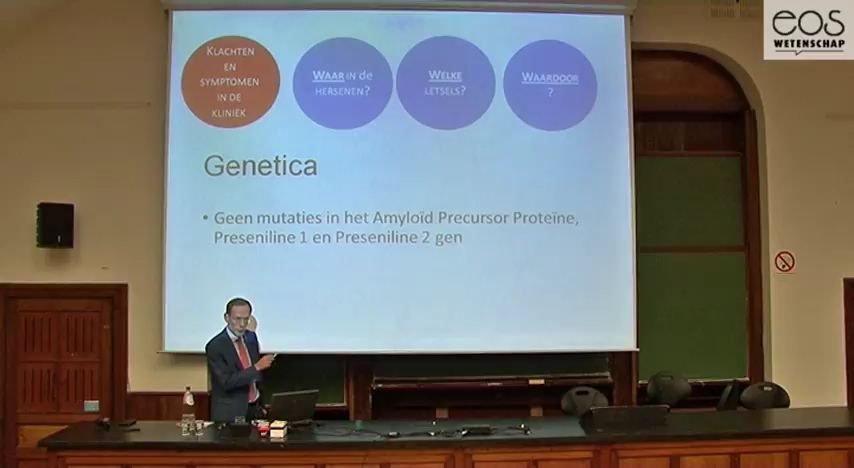 eos
WETENSCHAP
KLACHTEN
EN
SYMPTOMEN
IN DE
KLINIEK
WAAR IN de
HERSENEN?
WELKE
LETSELS?
WAARDOOR
?
Genetica
• Geen mutaties in het Amyloïd Precursor Proteïne,
Preseniline 1 en Preseniline 2 gen